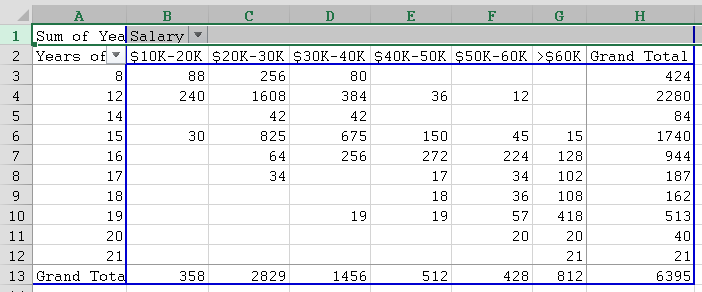 A B C D E F G H
1 Sum of Yea Salary
2 Years of $10K-20K $20K-30K $30K-40K $40K-50K $50K-60K >$60K Grand Total
3 8 88 256 80 424
4 12 240 1608 384 36 12 2280
5 14 42 42 84
6 15 30 825 675 150 45 15 1740
7 16 64 256 272 224 128 944
8 17 34 17 34 102 187
9 18 18 36 108 162
10 19 19 19 57 418 513
11 20 20 20 40
12 21 21 21
13 Grand Tota 358 2829 1456 512 428 812 6395